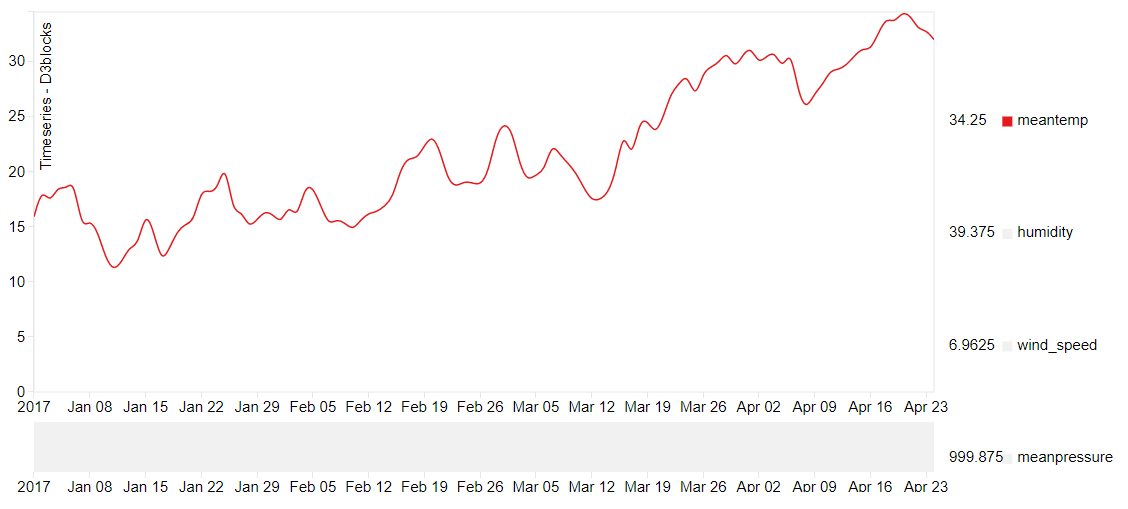 Timeseries - D3blocks
30
25
20
15
10
5
0
2017 Jan 08 Jan 15 Jan 22 Jan 29 Feb 05 Feb 12 Feb 19 Feb 26 Mar 05 Mar 12 Mar 19 Mar 26 Apr 02 Apr 09 Apr 16 Apr 23
34.25 meantemp
39.375 humidity
6.9625 wind_speed
999.875 meanpressure
2017 Jan 08 Jan 15 Jan 22 Jan 29 Feb 05 Feb 12 Feb 19 Feb 26 Mar 05 Mar 12 Mar 19 Mar 26 Apr 02 Apr 09 Apr 16 Apr 23